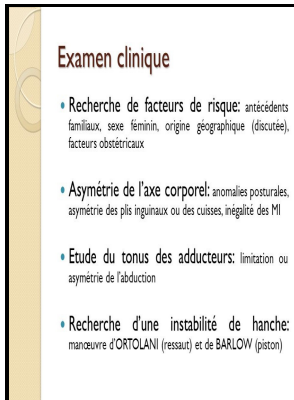 Examen clinique
• Recherche de facteurs de risque: antécédents
familiaux, sexe féminin, origine géographique (discutée),
facteurs obstétricaux
• Asymétrie de l'axe corporel: anomalies posturales,
asymétrie des plis inguinaux ou des cuisses, inégalité des MI
• Etude du tonus des adducteurs: limitation ou
asymétrie de l'abduction
• Recherche d'une instabilité de hanche:
manœuvre d'ORTOLANI (ressaut) et de BARLOW (piston)